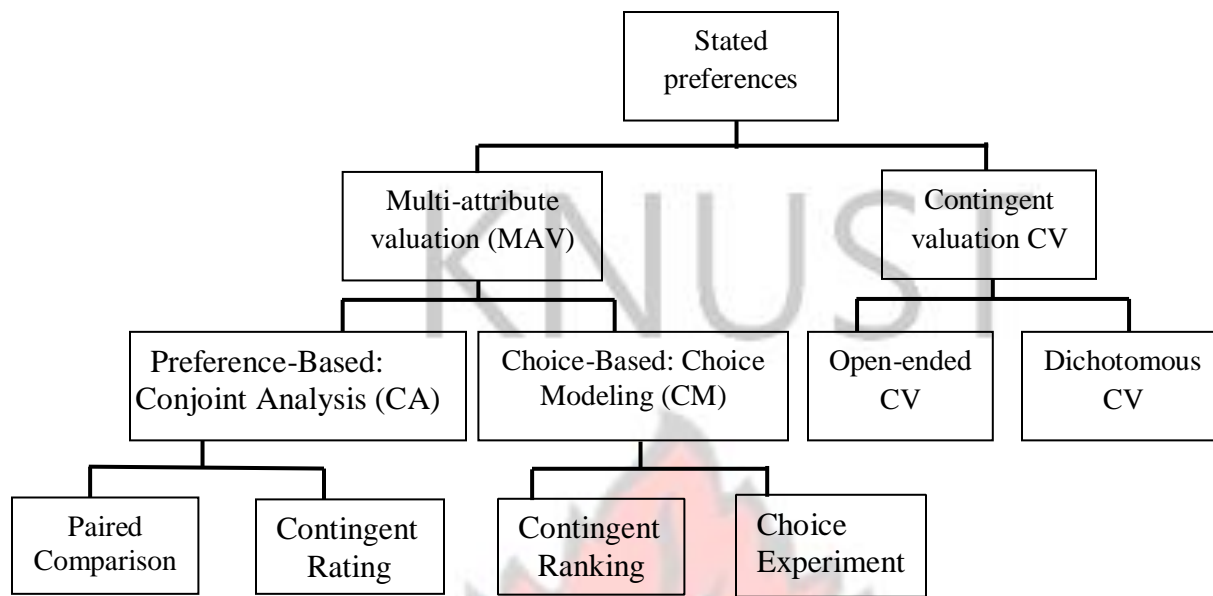 Stated
preferences
Multi-attribute
valuation (MAV)
Contingent
valuation CV
KNUST
Preference-Based:
Conjoint Analysis (CA)
Choice-Based: Choice
Modeling (CM)
Open-ended
CV
Dichotomous
CV
Paired
Comparison
Contingent
Rating
Contingent
Ranking
Choice
Experiment